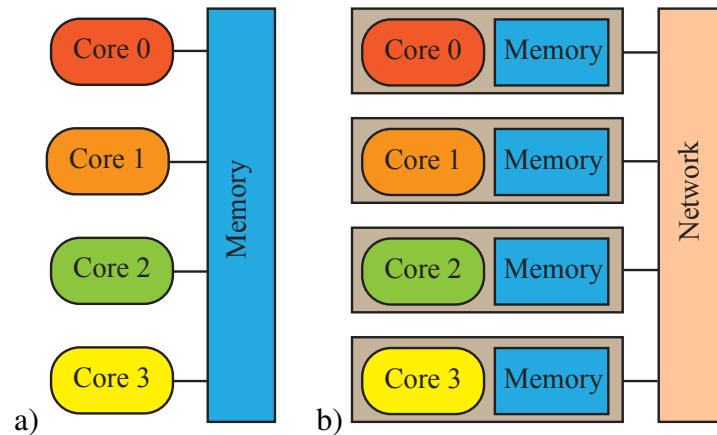 Core 0
Core 1
Core 2
Core 3
Memory
a)
Core 0 Memory
Core 1 Memory
Core 2 Memory
Core 3 Memory
Network
b)